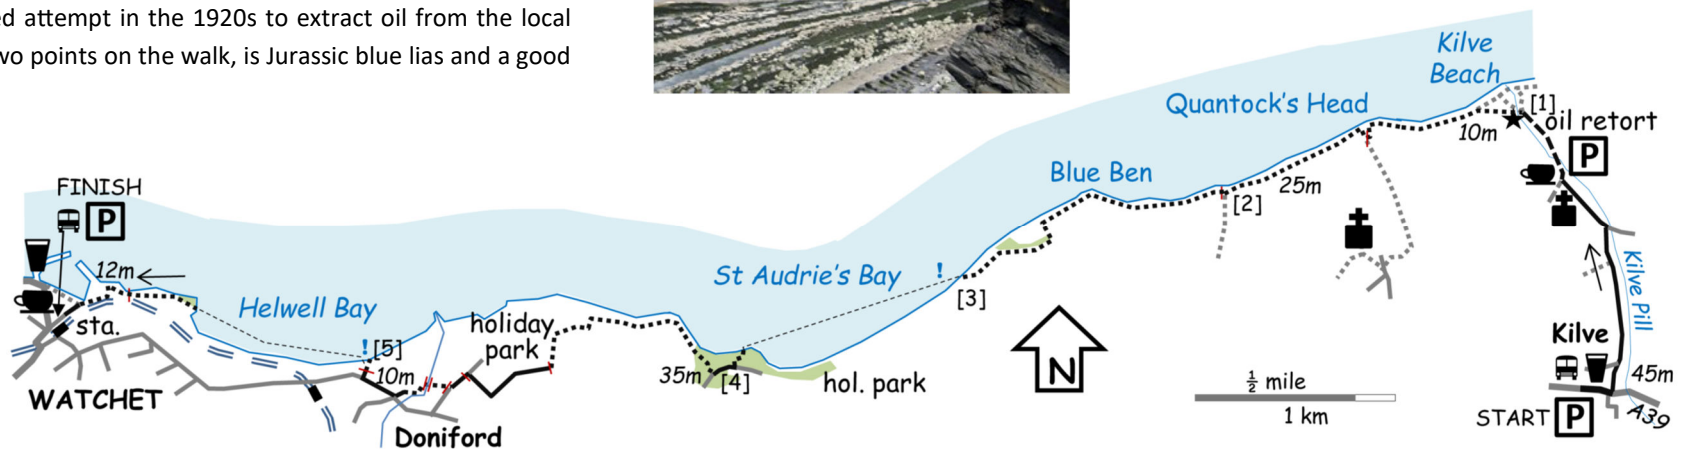 ed attempt in the 1920s to extract oil from the local
wo points on the walk, is Jurassic blue lias and a good
Kilve
Beach
Quantock's Head
[1]
oil retort
10m
P
Blue Ben
25m
[2]
FINISH
P
12m
St Audrie's Bay
!
[3]
Kilve Pill
Helwell Bay
sta.
holiday
park
! [5]
10m
35m
[4]
hol. park
N
Kilve
WATCHET
½ mile
1 km
45m
START P
A39
Doniford